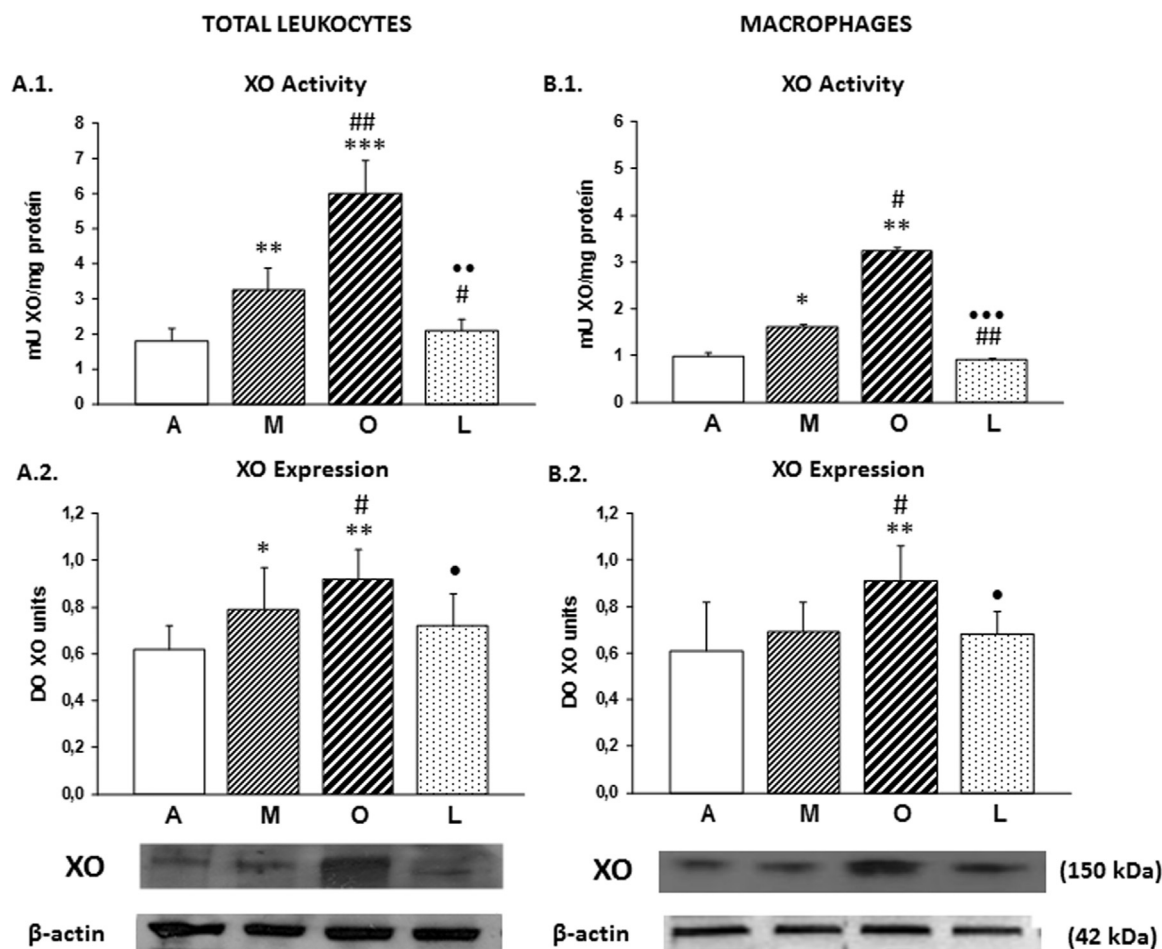 TOTAL LEUKOCYTES
MACROPHAGES
A.1.
XO Activity
mU XO/mg proteín
8
7
6
5
4
3
2
1
0
**
##
***
••
#
A M O L
B.1.
XO Activity
mU XO/mg proteín
6
5
4
3
2
1
0
*
#
**
•••
##
A M O L
A.2.
XO Expression
DO XO units
1,2
1,0
0,8
0,6
0,4
0,2
0,0
*
#
**
•
A M O L
B.2.
XO Expression
DO XO units
1,2
1,0
0,8
0,6
0,4
0,2
0,0
#
**
•
A M O L
XO
XO (150 kDa)
β-actin
β-actin (42 kDa)